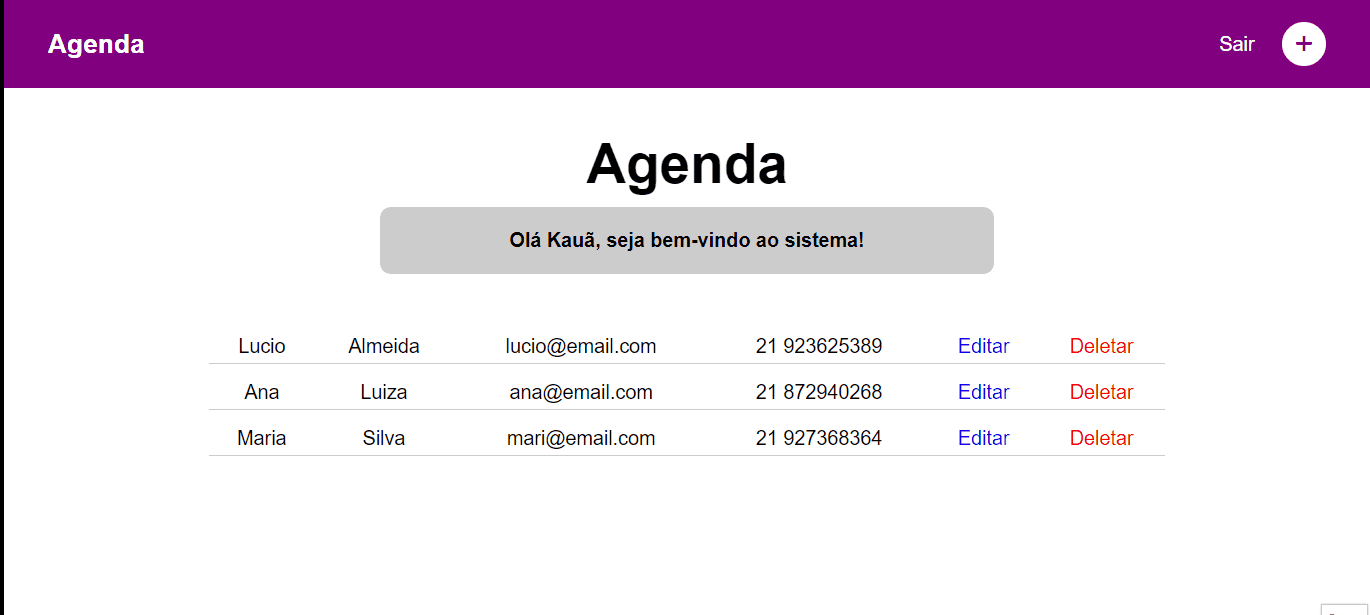 Agenda
Sair +
Agenda
Olá Kauã, seja bem-vindo ao sistema!
Lucio Almeida lucio@email.com 21 923625389 Editar Deletar
Ana Luiza ana@email.com 21 872940268 Editar Deletar
Maria Silva mari@email.com 21 927368364 Editar Deletar